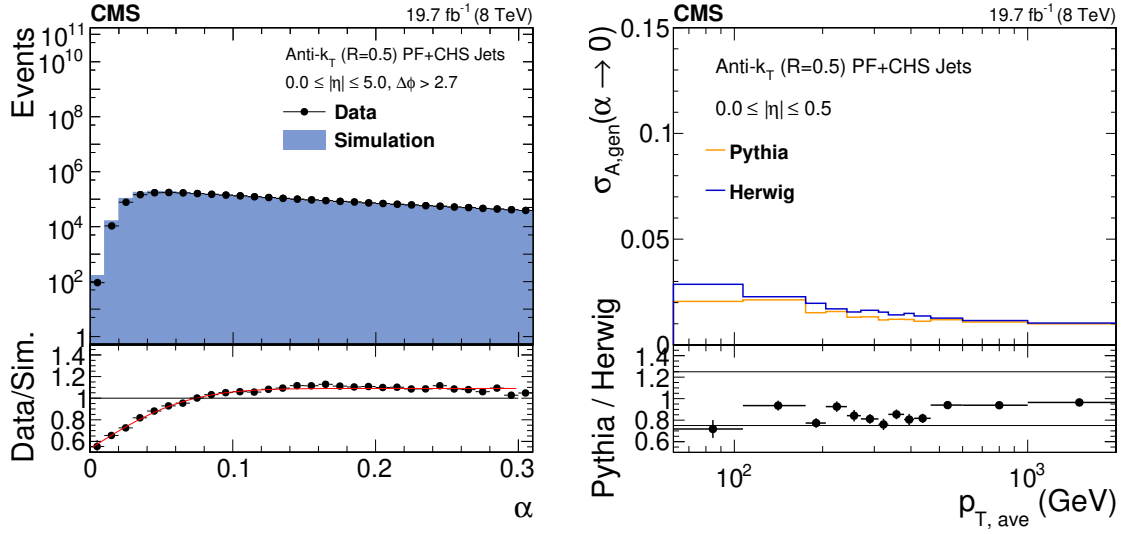 CMS 19.7 fb⁻¹ (8 TeV)
Events
10¹¹
10¹⁰
10⁸
10⁶
10⁴
10²
1
Anti-k_T (R=0.5) PF+CHS Jets
0.0 ≤ |η| ≤ 5.0, Δϕ > 2.7
Data
Simulation
Data/Sim.
1.4
1.2
1.0
0.8
0.6
0 0.1 0.2 0.3
α
CMS 19.7 fb⁻¹ (8 TeV)
σ_A,gen(α → 0)
0.15
0.1
0.05
0
Anti-k_T (R=0.5) PF+CHS Jets
0.0 ≤ |η| ≤ 0.5
Pythia
Herwig
Pythia / Herwig
1.4
1.2
1.0
0.8
0.6
10² 10³
p_T, ave (GeV)